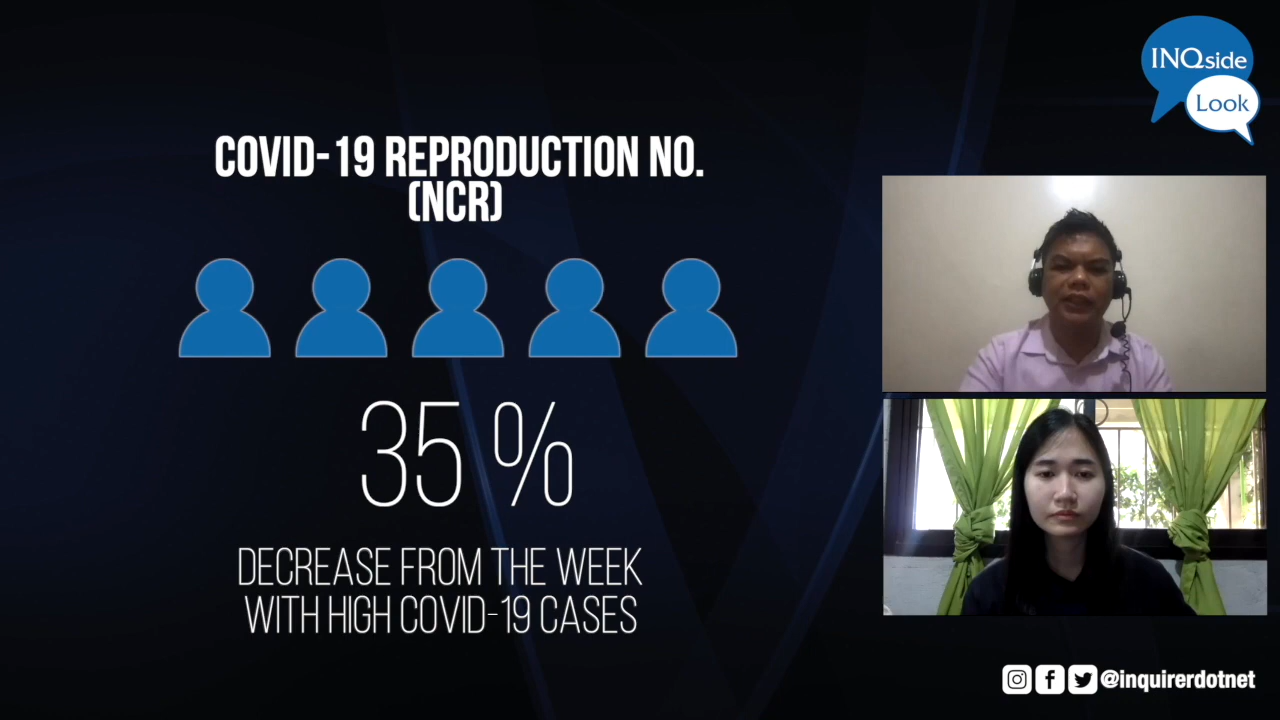 INQside
Look
COVID-19 REPRODUCTION NO.
(NCR)
35 %
DECREASE FROM THE WEEK
WITH HIGH COVID-19 CASES
@inquirerdotnet